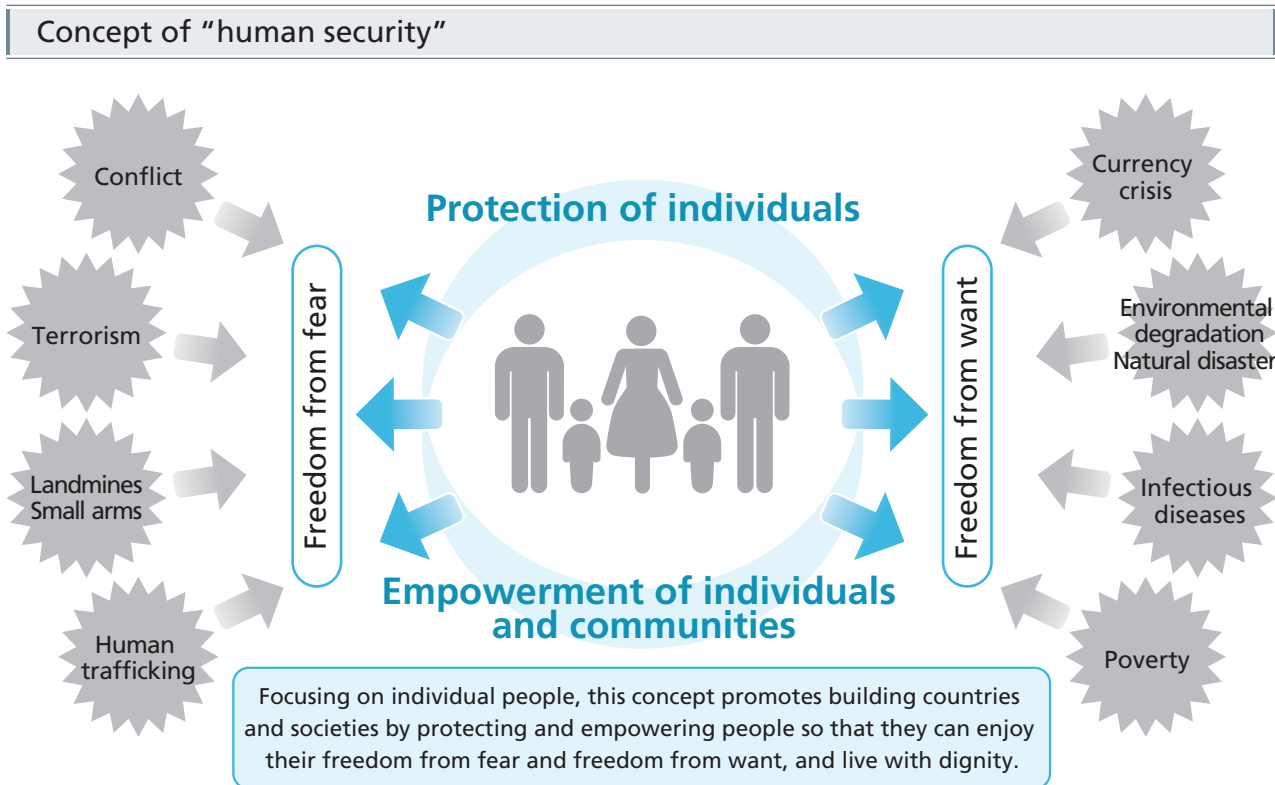 Concept of “human security”
Conflict
Terrorism
Landmines
Small arms
Human
trafficking
Freedom from fear
Protection of individuals
Empowerment of individuals
and communities
Freedom from want
Currency
crisis
Environmental
degradation
Natural disaster
Infectious
diseases
Poverty
Focusing on individual people, this concept promotes building countries
and societies by protecting and empowering people so that they can enjoy
their freedom from fear and freedom from want, and live with dignity.